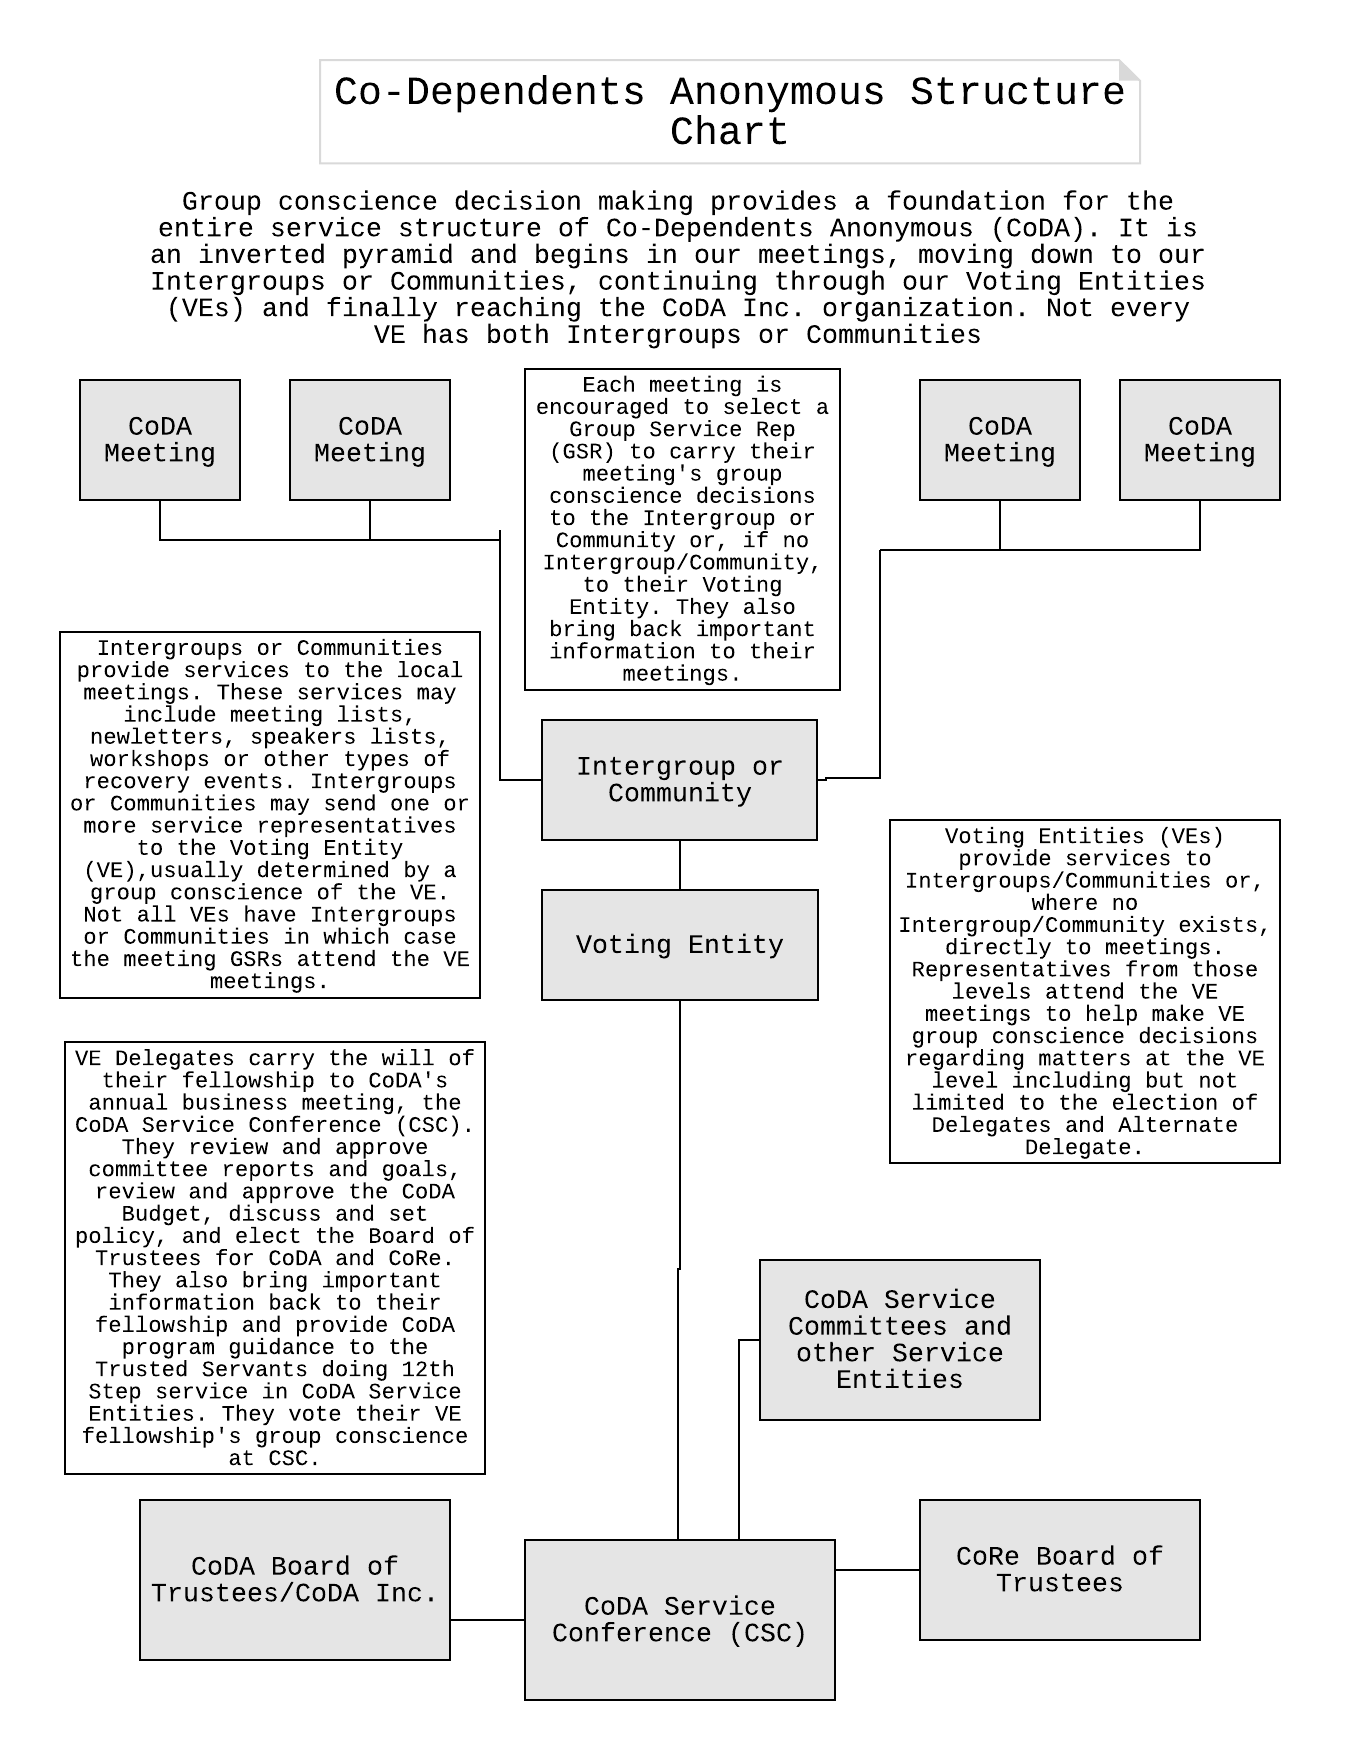 Co-Dependents Anonymous Structure
Chart
Group conscience decision making provides a foundation for the
entire service structure of Co-Dependents Anonymous (CoDA). It is
an inverted pyramid and begins in our meetings, moving down to our
Intergroups or Communities, continuing through our Voting Entities
(VEs) and finally reaching the CoDA Inc. organization. Not every
VE has both Intergroups or Communities
CoDA
Meeting
CoDA
Meeting
Each meeting is
encouraged to select a
Group Service Rep
(GSR) to carry their
meeting's group
conscience decisions
to the Intergroup or
Community or, if no
Intergroup/Community,
to their Voting
Entity. They also
bring back important
information to their
meetings.
CoDA
Meeting
CoDA
Meeting
Intergroups or Communities
provide services to the local
meetings. These services may
include meeting lists,
newletters, speakers lists,
workshops or other types of
recovery events. Intergroups
or Communities may send one or
more service representatives
to the Voting Entity
(VE),usually determined by a
group conscience of the VE.
Not all VEs have Intergroups
or Communities in which case
the meeting GSRs attend the VE
meetings.
Intergroup or
Community
Voting Entity
Voting Entities (VEs)
provide services to
Intergroups/Communities or,
where no
Intergroup/Community exists,
directly to meetings.
Representatives from those
levels attend the VE
meetings to help make VE
group conscience decisions
regarding matters at the VE
level including but not
limited to the election of
Delegates and Alternate
Delegate.
VE Delegates carry the will of
their fellowship to CoDA's
annual business meeting, the
CoDA Service Conference (CSC).
They review and approve
committee reports and goals,
review and approve the CoDA
Budget, discuss and set
policy, and elect the Board of
Trustees for CoDA and CoRe.
They also bring important
information back to their
fellowship and provide CoDA
program guidance to the
Trusted Servants doing 12th
Step service in CoDA Service
Entities. They vote their VE
fellowship's group conscience
at CSC.
CoDA Service
Committees and
other Service
Entities
CoDA Board of
Trustees/CoDA Inc.
CoDA Service
Conference (CSC)
CoRe Board of
Trustees